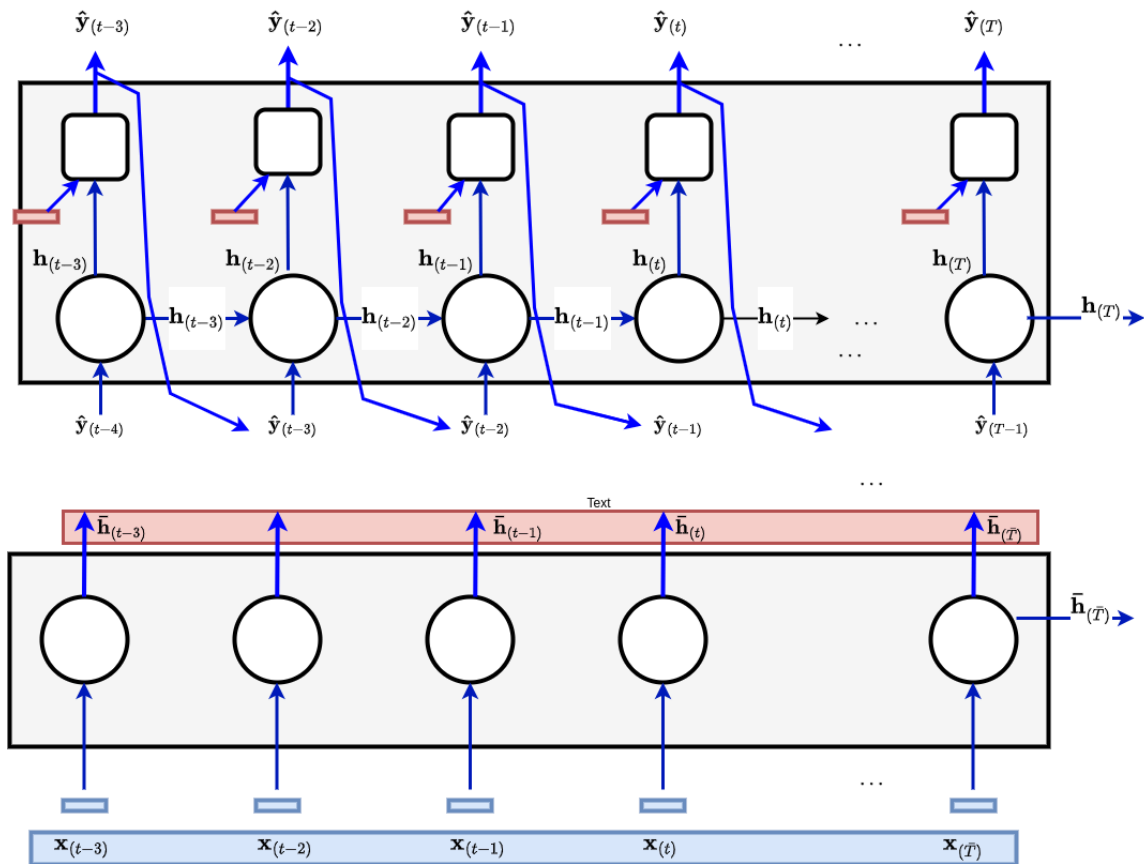 ŷ(t−3) ŷ(t−2) ŷ(t−1) ŷ(t) ... ŷ(T)
h(t−3) h(t−2) h(t−1) h(t) h(T)
h(t−3) h(t−2) h(t−1) h(t) ... h(T)
...
ŷ(t−4) ŷ(t−3) ŷ(t−2) ŷ(t−1) ŷ(T−1)
...
Text
h̄(t−3) h̄(t−1) h̄(t) h̄(T̄)
h̄(T̄)
...
x(t−3) x(t−2) x(t−1) x(t) x(T̄)